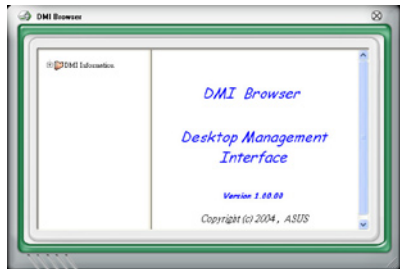 DMI Browser
DMI Information
DMI Browser
Desktop Management
Interface
Version 1.00.00
Copyright (c) 2004 , ASUS